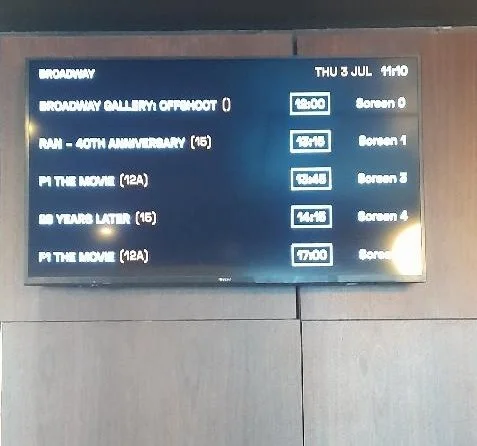 BROADWAY THU 3 JUL 11:10
BROADWAY GALLERY: OFFSHOOT () 12:00 Screen 0
RAN - 40TH ANNIVERSARY (15) 13:15 Screen 1
F1 THE MOVIE (12A) 13:45 Screen 3
28 YEARS LATER (15) 14:15 Screen 4
F1 THE MOVIE (12A) 17:00